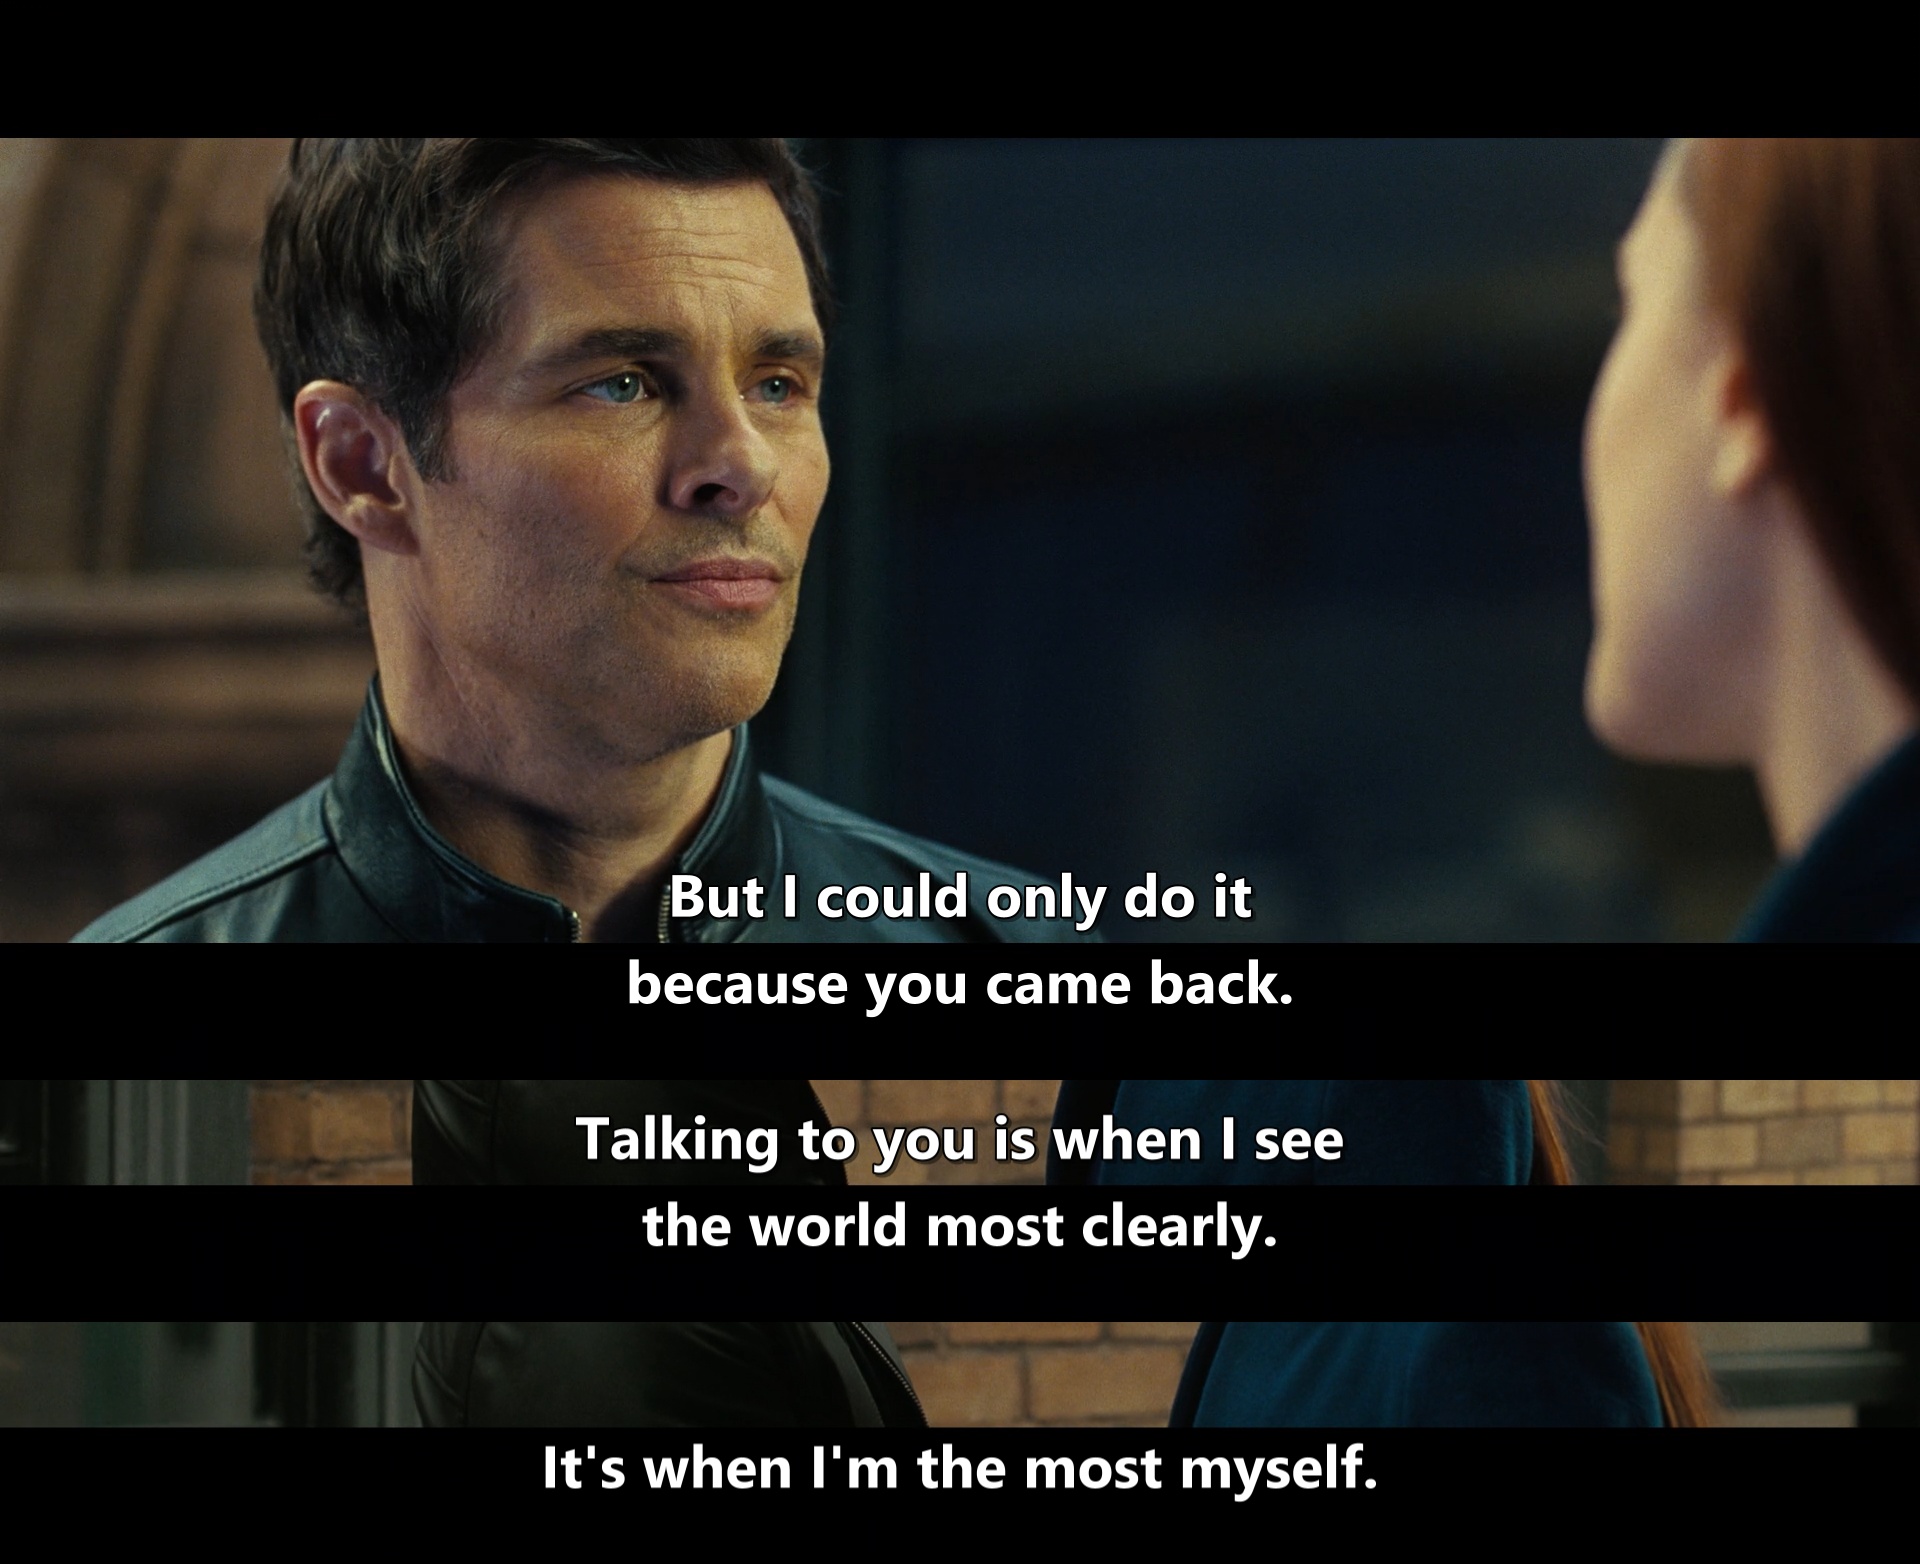 But I could only do it
because you came back.
Talking to you is when I see
the world most clearly.
It's when I'm the most myself.